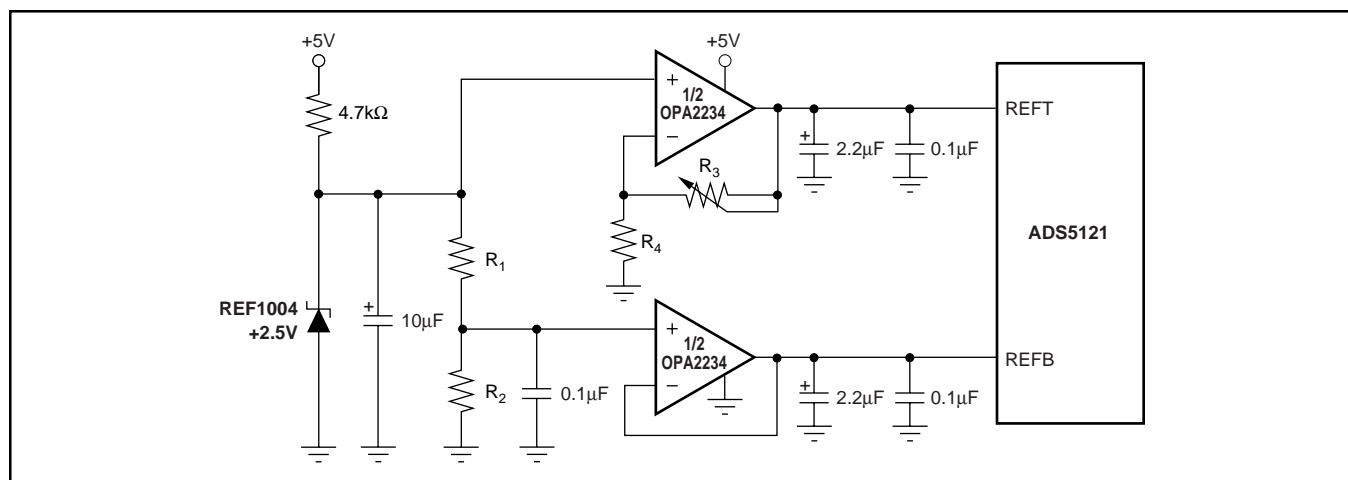 +5V
4.7kΩ
REF1004
+2.5V
+
10µF
R1
R2
0.1µF
+5V
+
1/2
OPA2234
–
R3
R4
+
2.2µF
0.1µF
REFT
+
1/2
OPA2234
–
+
2.2µF
0.1µF
REFB
ADS5121